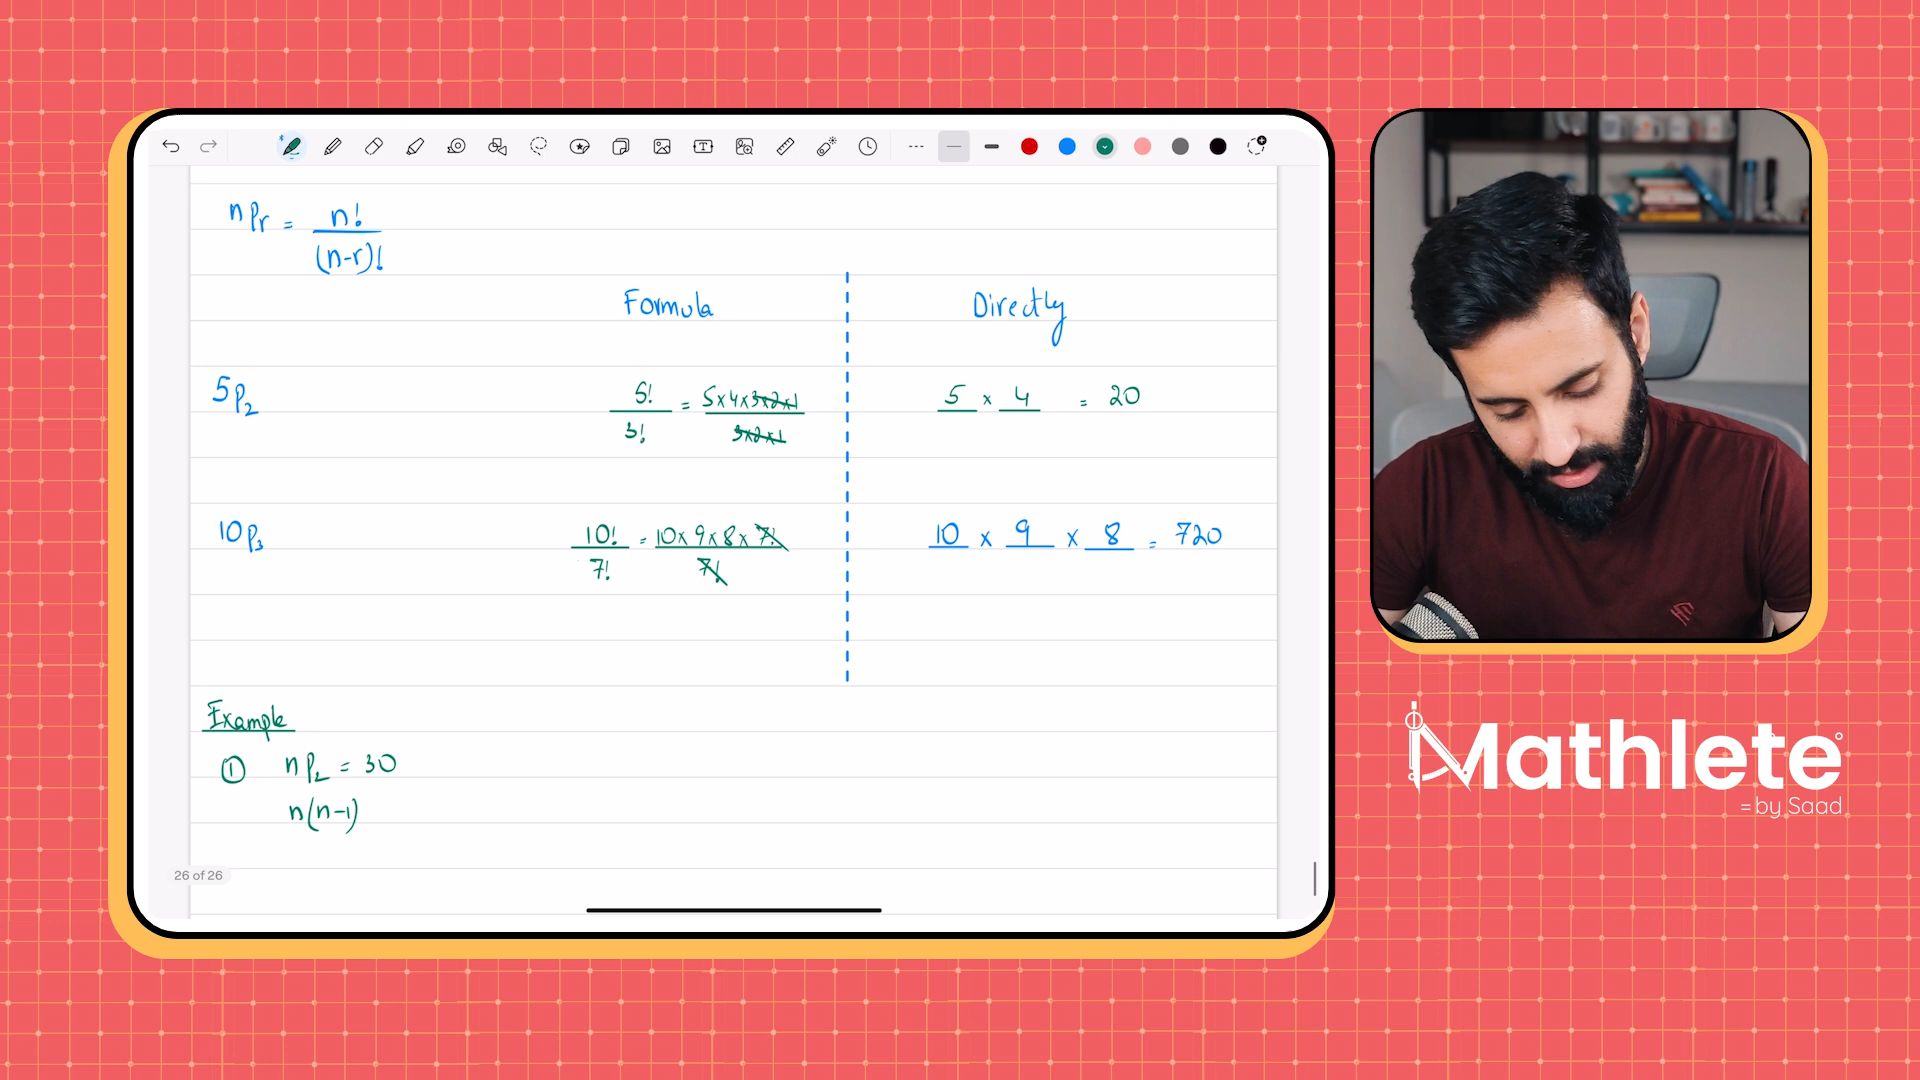 nPr = n! / (n-r)!
Formula Directly
5P2 5! / 3! = 5x4x3x2x1 / 3x2x1 5 x 4 = 20
10P3 10! / 7! = 10x9x8x7! / 7! 10 x 9 x 8 = 720
Example
① nP2 = 30
n(n-1)
26 of 26
Mathlete
= by Saad